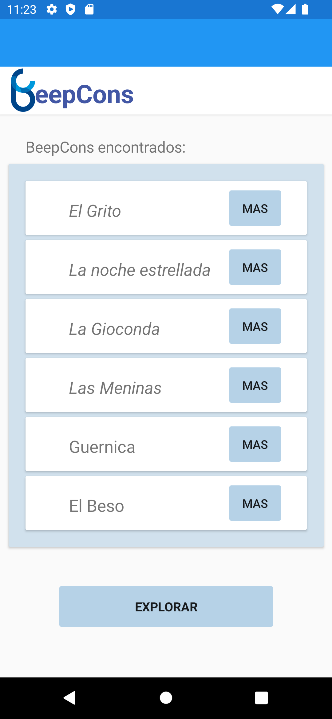 11:23
BeepCons
BeepCons encontrados:
El Grito MAS
La noche estrellada MAS
La Gioconda MAS
Las Meninas MAS
Guernica MAS
El Beso MAS
EXPLORAR